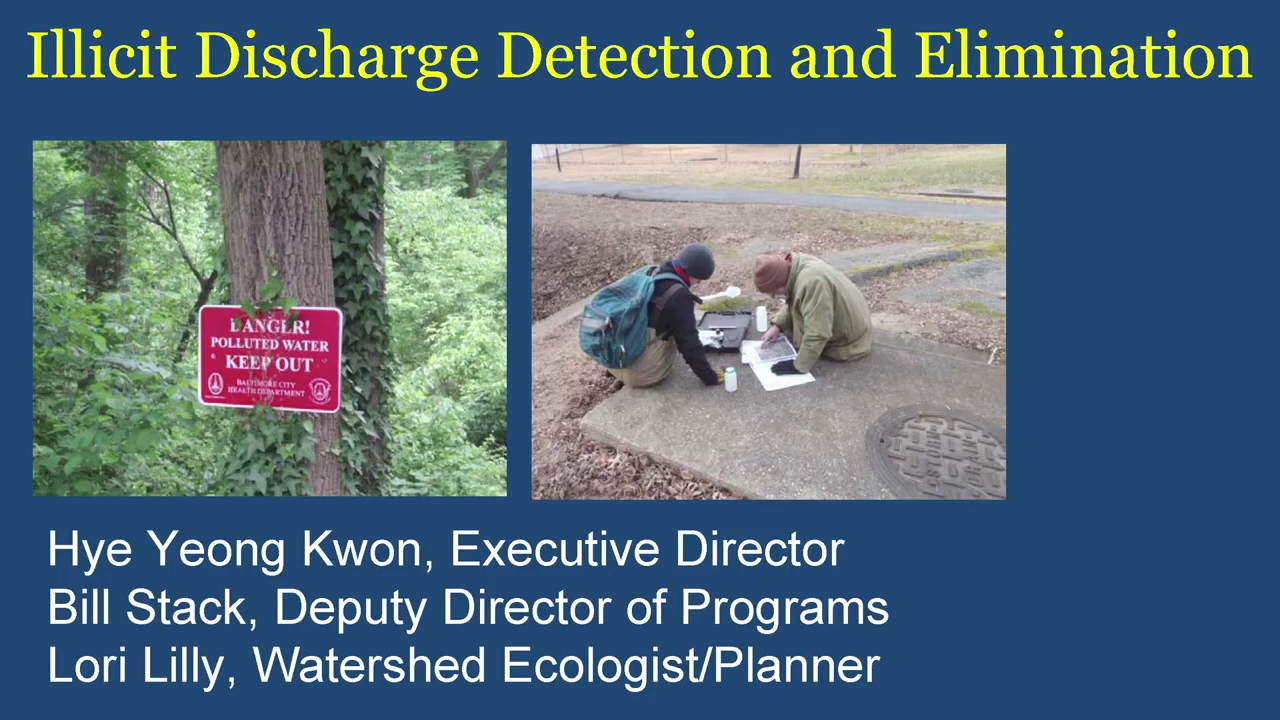 Illicit Discharge Detection and Elimination
DANGER!
POLLUTED WATER
KEEP OUT
BALTIMORE CITY
HEALTH DEPARTMENT
STORM
Hye Yeong Kwon, Executive Director
Bill Stack, Deputy Director of Programs
Lori Lilly, Watershed Ecologist/Planner